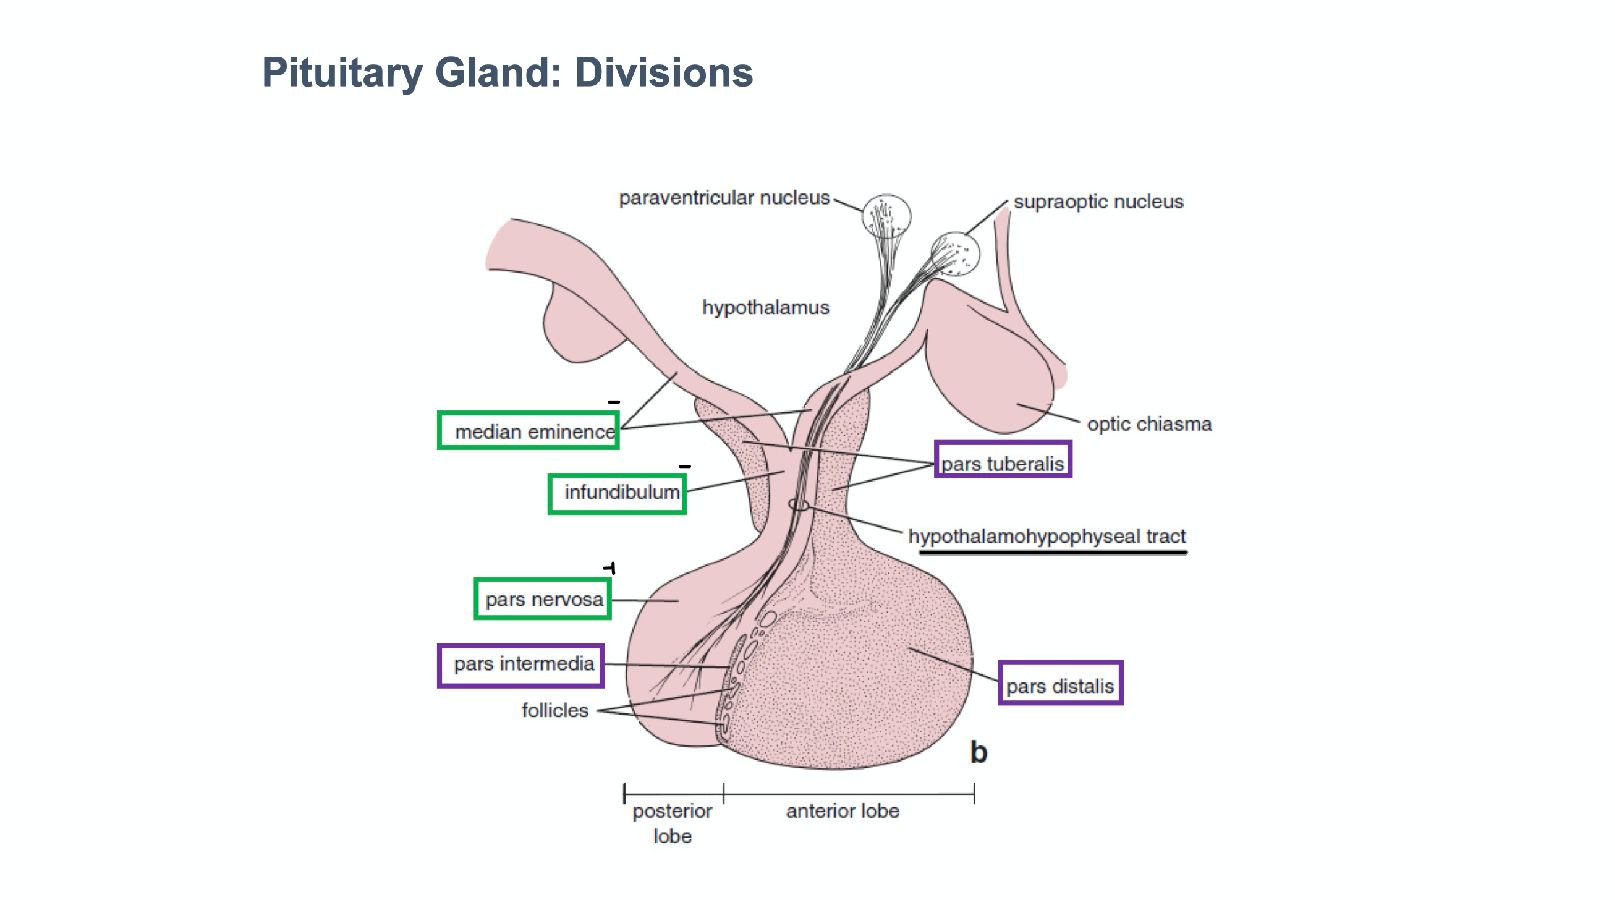 Pituitary Gland: Divisions
paraventricular nucleus
supraoptic nucleus
hypothalamus
median eminence
optic chiasma
pars tuberalis
infundibulum
hypothalamohypophyseal tract
pars nervosa
pars intermedia
pars distalis
follicles
b
posterior
lobe
anterior lobe